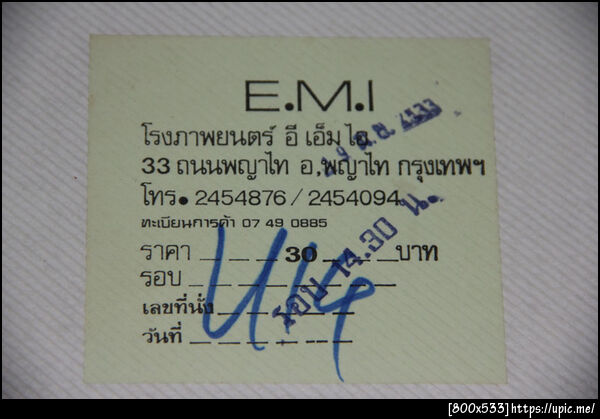 E.M.I
โรงภาพยนตร์ อี เอ็ม ไอ
33 ถนนพญาไท อ,พญาไท กรุงเทพฯ
โทร• 2454876 / 2454094
ทะเบียนการค้า 07 49 0885
ราคา _ _ _ _ 30 _ _ _ _ บาท
รอบ
เลขที่นั่ง
วันที่
2533
รอบ 14.30 น.